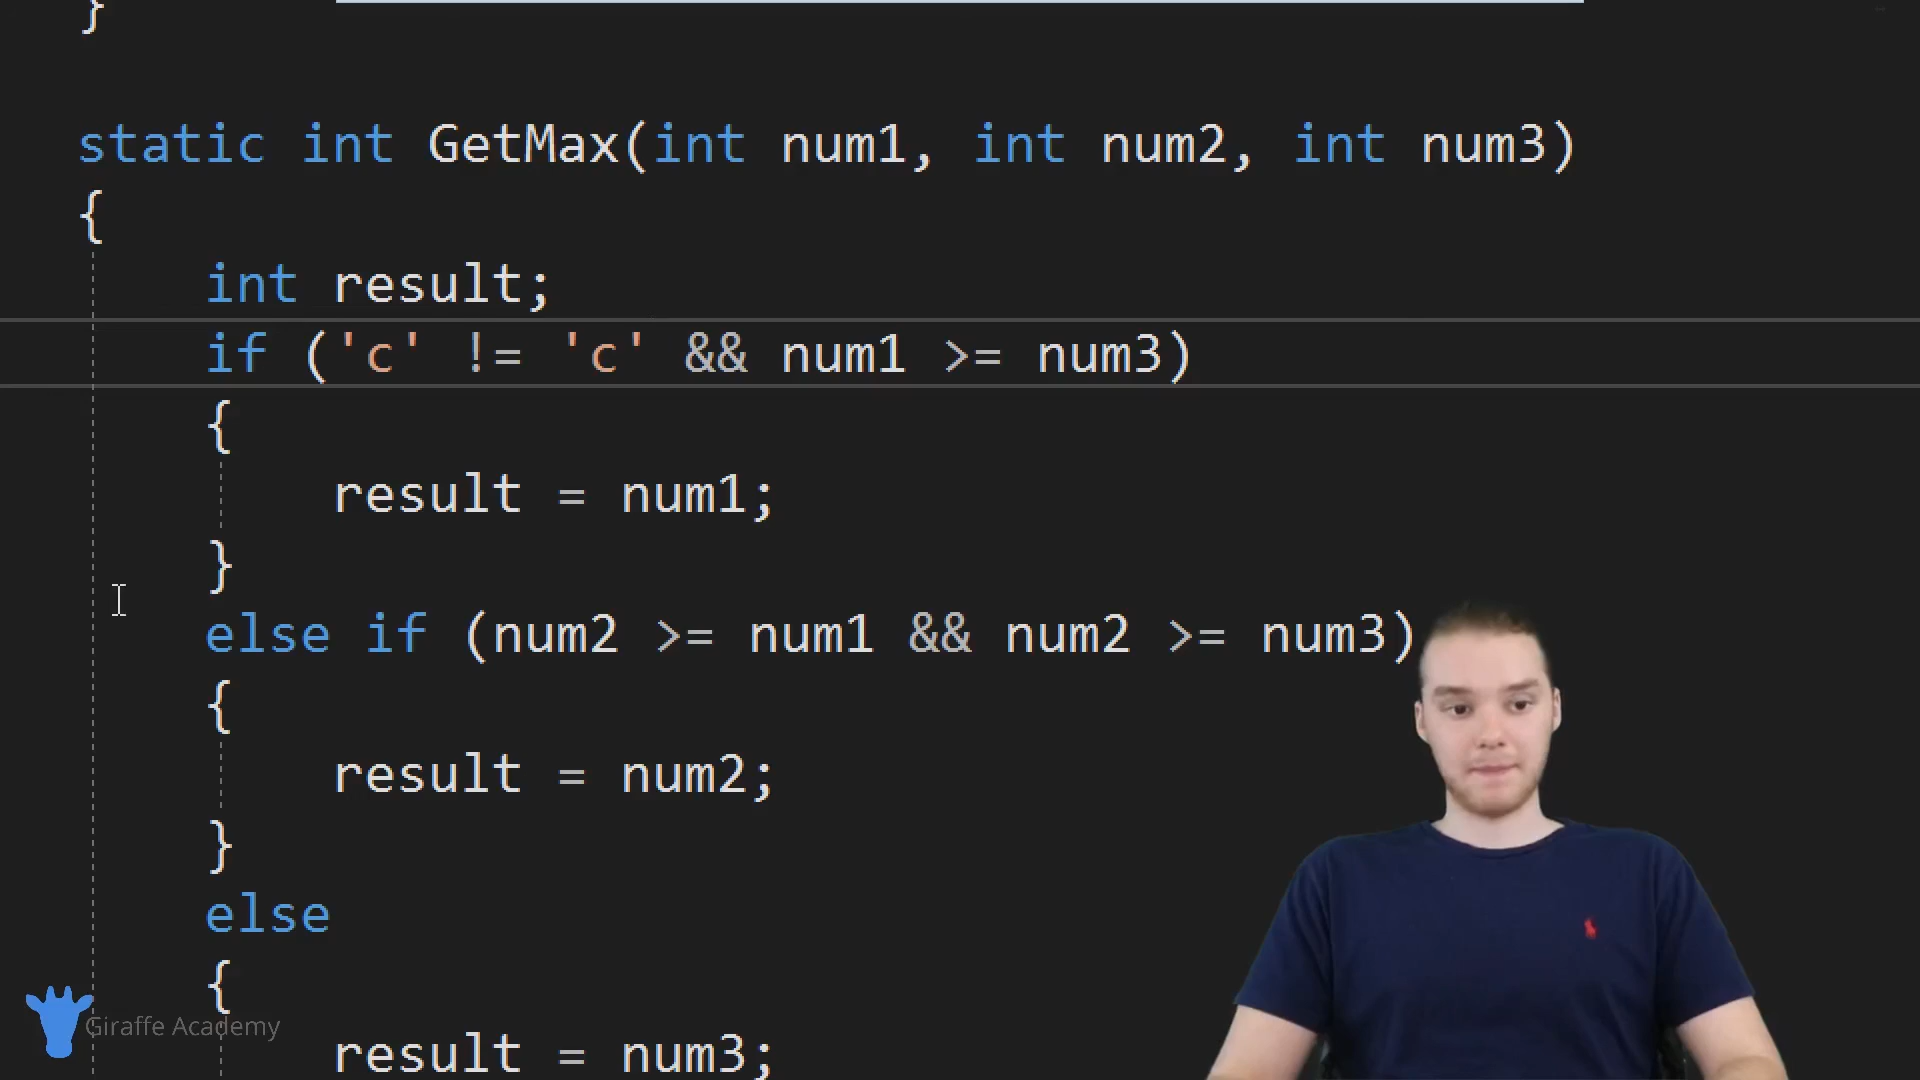 }
static int GetMax(int num1, int num2, int num3)
{
int result;
if ('c' != 'c' && num1 >= num3)
{
result = num1;
}
else if (num2 >= num1 && num2 >= num3)
{
result = num2;
}
else
{
result = num3;
Giraffe Academy